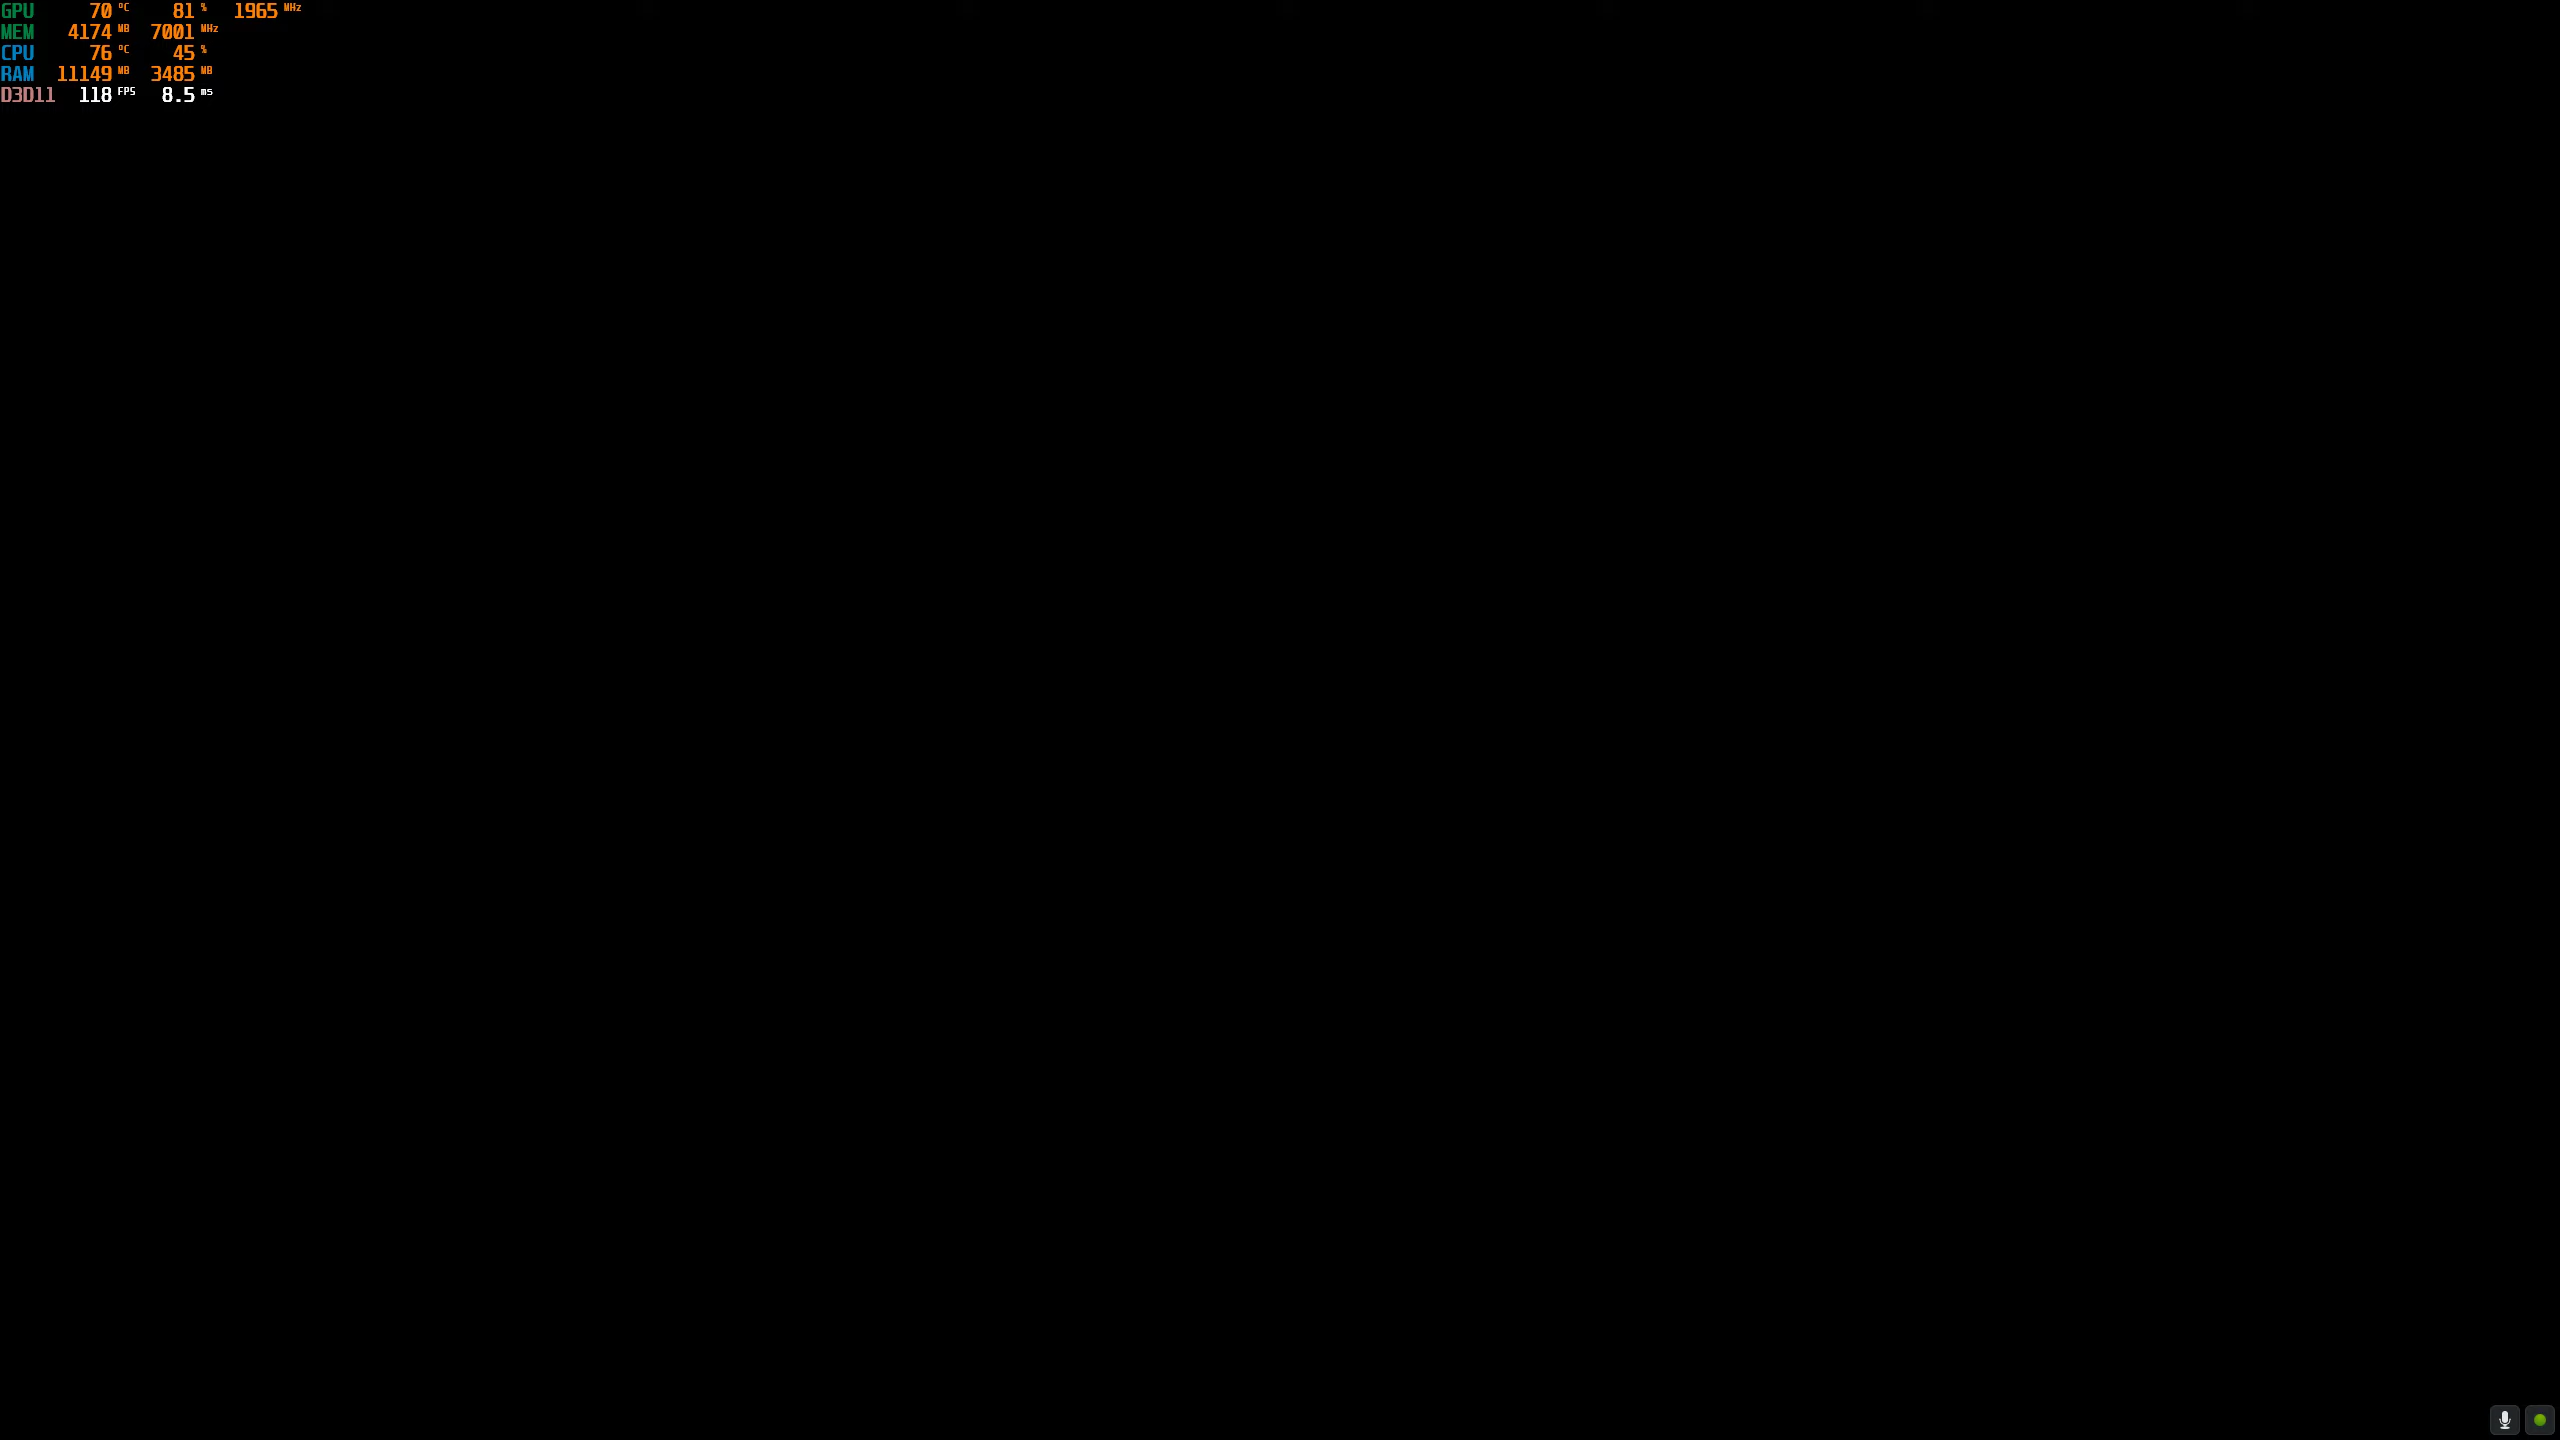 GPU 70 °C 81 % 1965 MHz
MEM 4174 MB 7001 MHz
CPU 76 °C 45 %
RAM 11149 MB 3485 MB
D3D11 118 FPS 8.5 ms